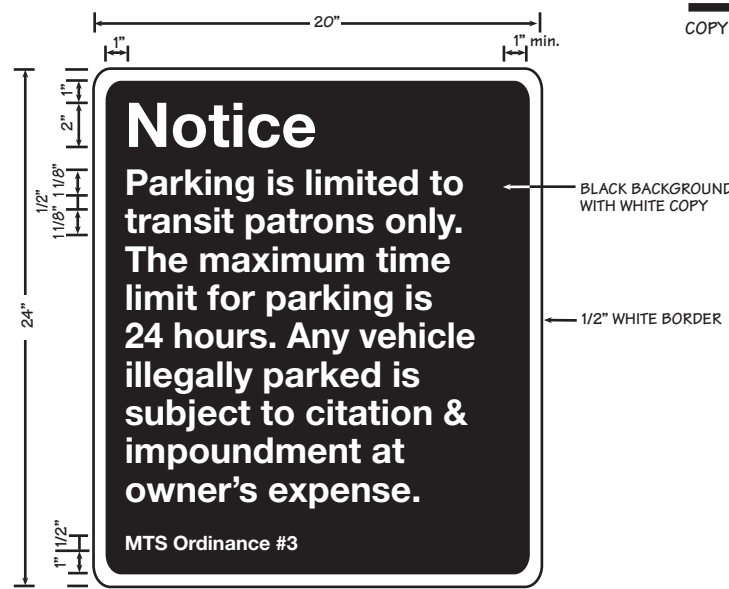 20"
COPY
1"
1" min.
1"
2"
Notice
Parking is limited to
transit patrons only.
The maximum time
limit for parking is
24 hours. Any vehicle
illegally parked is
subject to citation &
impoundment at
owner’s expense.
MTS Ordinance #3
1 1/8"
1/2"
1 1/8"
24"
1/2"
1"
BLACK BACKGROUND
WITH WHITE COPY
1/2" WHITE BORDER